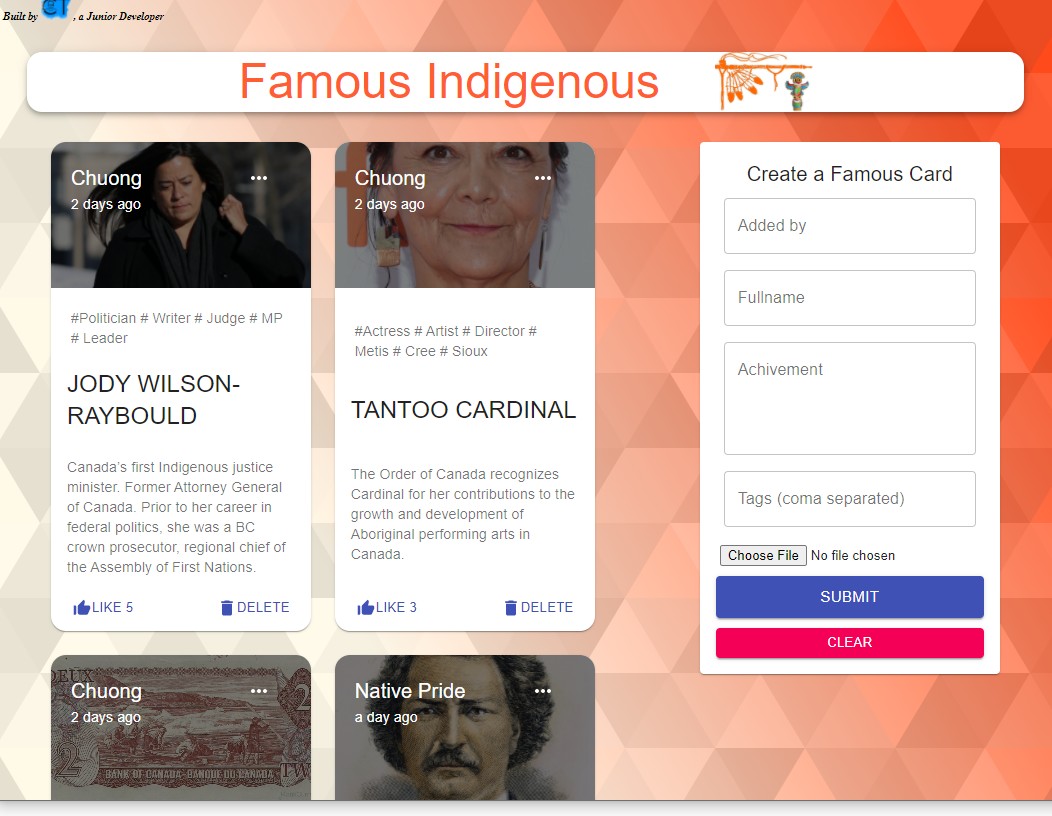 Built by CT , a Junior Developer
Famous Indigenous
Chuong
2 days ago
#Politician # Writer # Judge # MP
# Leader
JODY WILSON-
RAYBOULD
Canada's first Indigenous justice
minister. Former Attorney General
of Canada. Prior to her career in
federal politics, she was a BC
crown prosecutor, regional chief of
the Assembly of First Nations.
LIKE 5
DELETE
Chuong
2 days ago
#Actress # Artist # Director #
Metis # Cree # Sioux
TANTOO CARDINAL
The Order of Canada recognizes
Cardinal for her contributions to the
growth and development of
Aboriginal performing arts in
Canada.
LIKE 3
DELETE
Chuong
2 days ago
DEUX
2
2
BANK OF CANADA-BANQUE DU CANADA
TW
Native Pride
a day ago
Create a Famous Card
Added by
Fullname
Achivement
Tags (coma separated)
Choose File No file chosen
SUBMIT
CLEAR